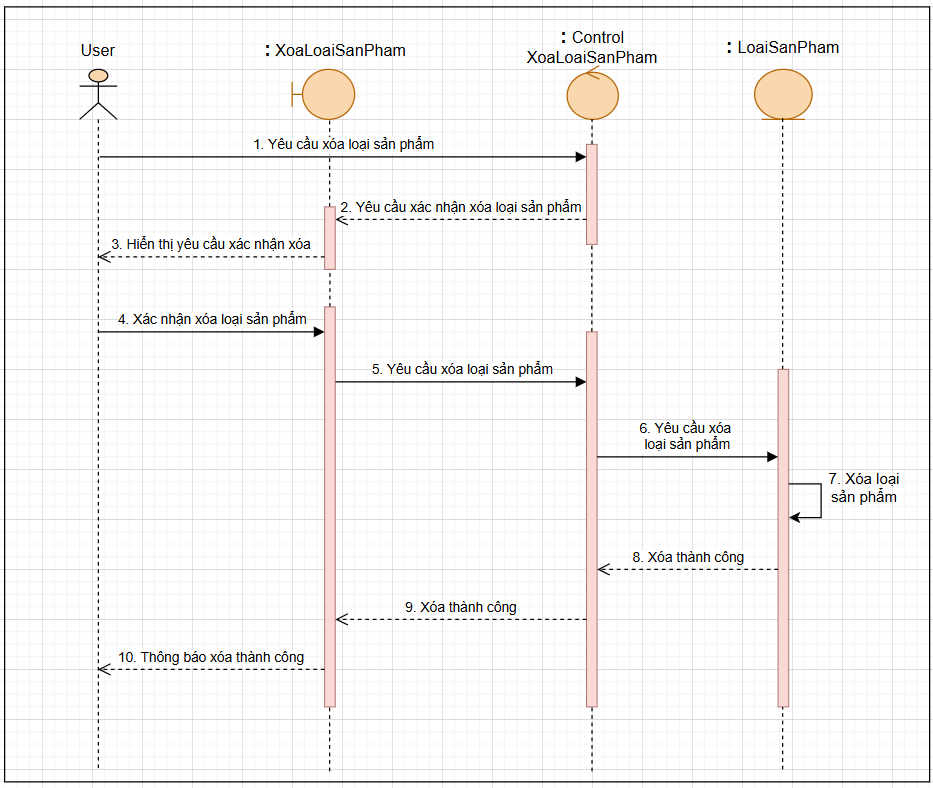 User
: XoaLoaiSanPham
: Control
XoaLoaiSanPham
: LoaiSanPham
1. Yêu cầu xóa loại sản phẩm
2. Yêu cầu xác nhận xóa loại sản phẩm
3. Hiển thị yêu cầu xác nhận xóa
4. Xác nhận xóa loại sản phẩm
5. Yêu cầu xóa loại sản phẩm
6. Yêu cầu xóa
loại sản phẩm
7. Xóa loại
sản phẩm
8. Xóa thành công
9. Xóa thành công
10. Thông báo xóa thành công